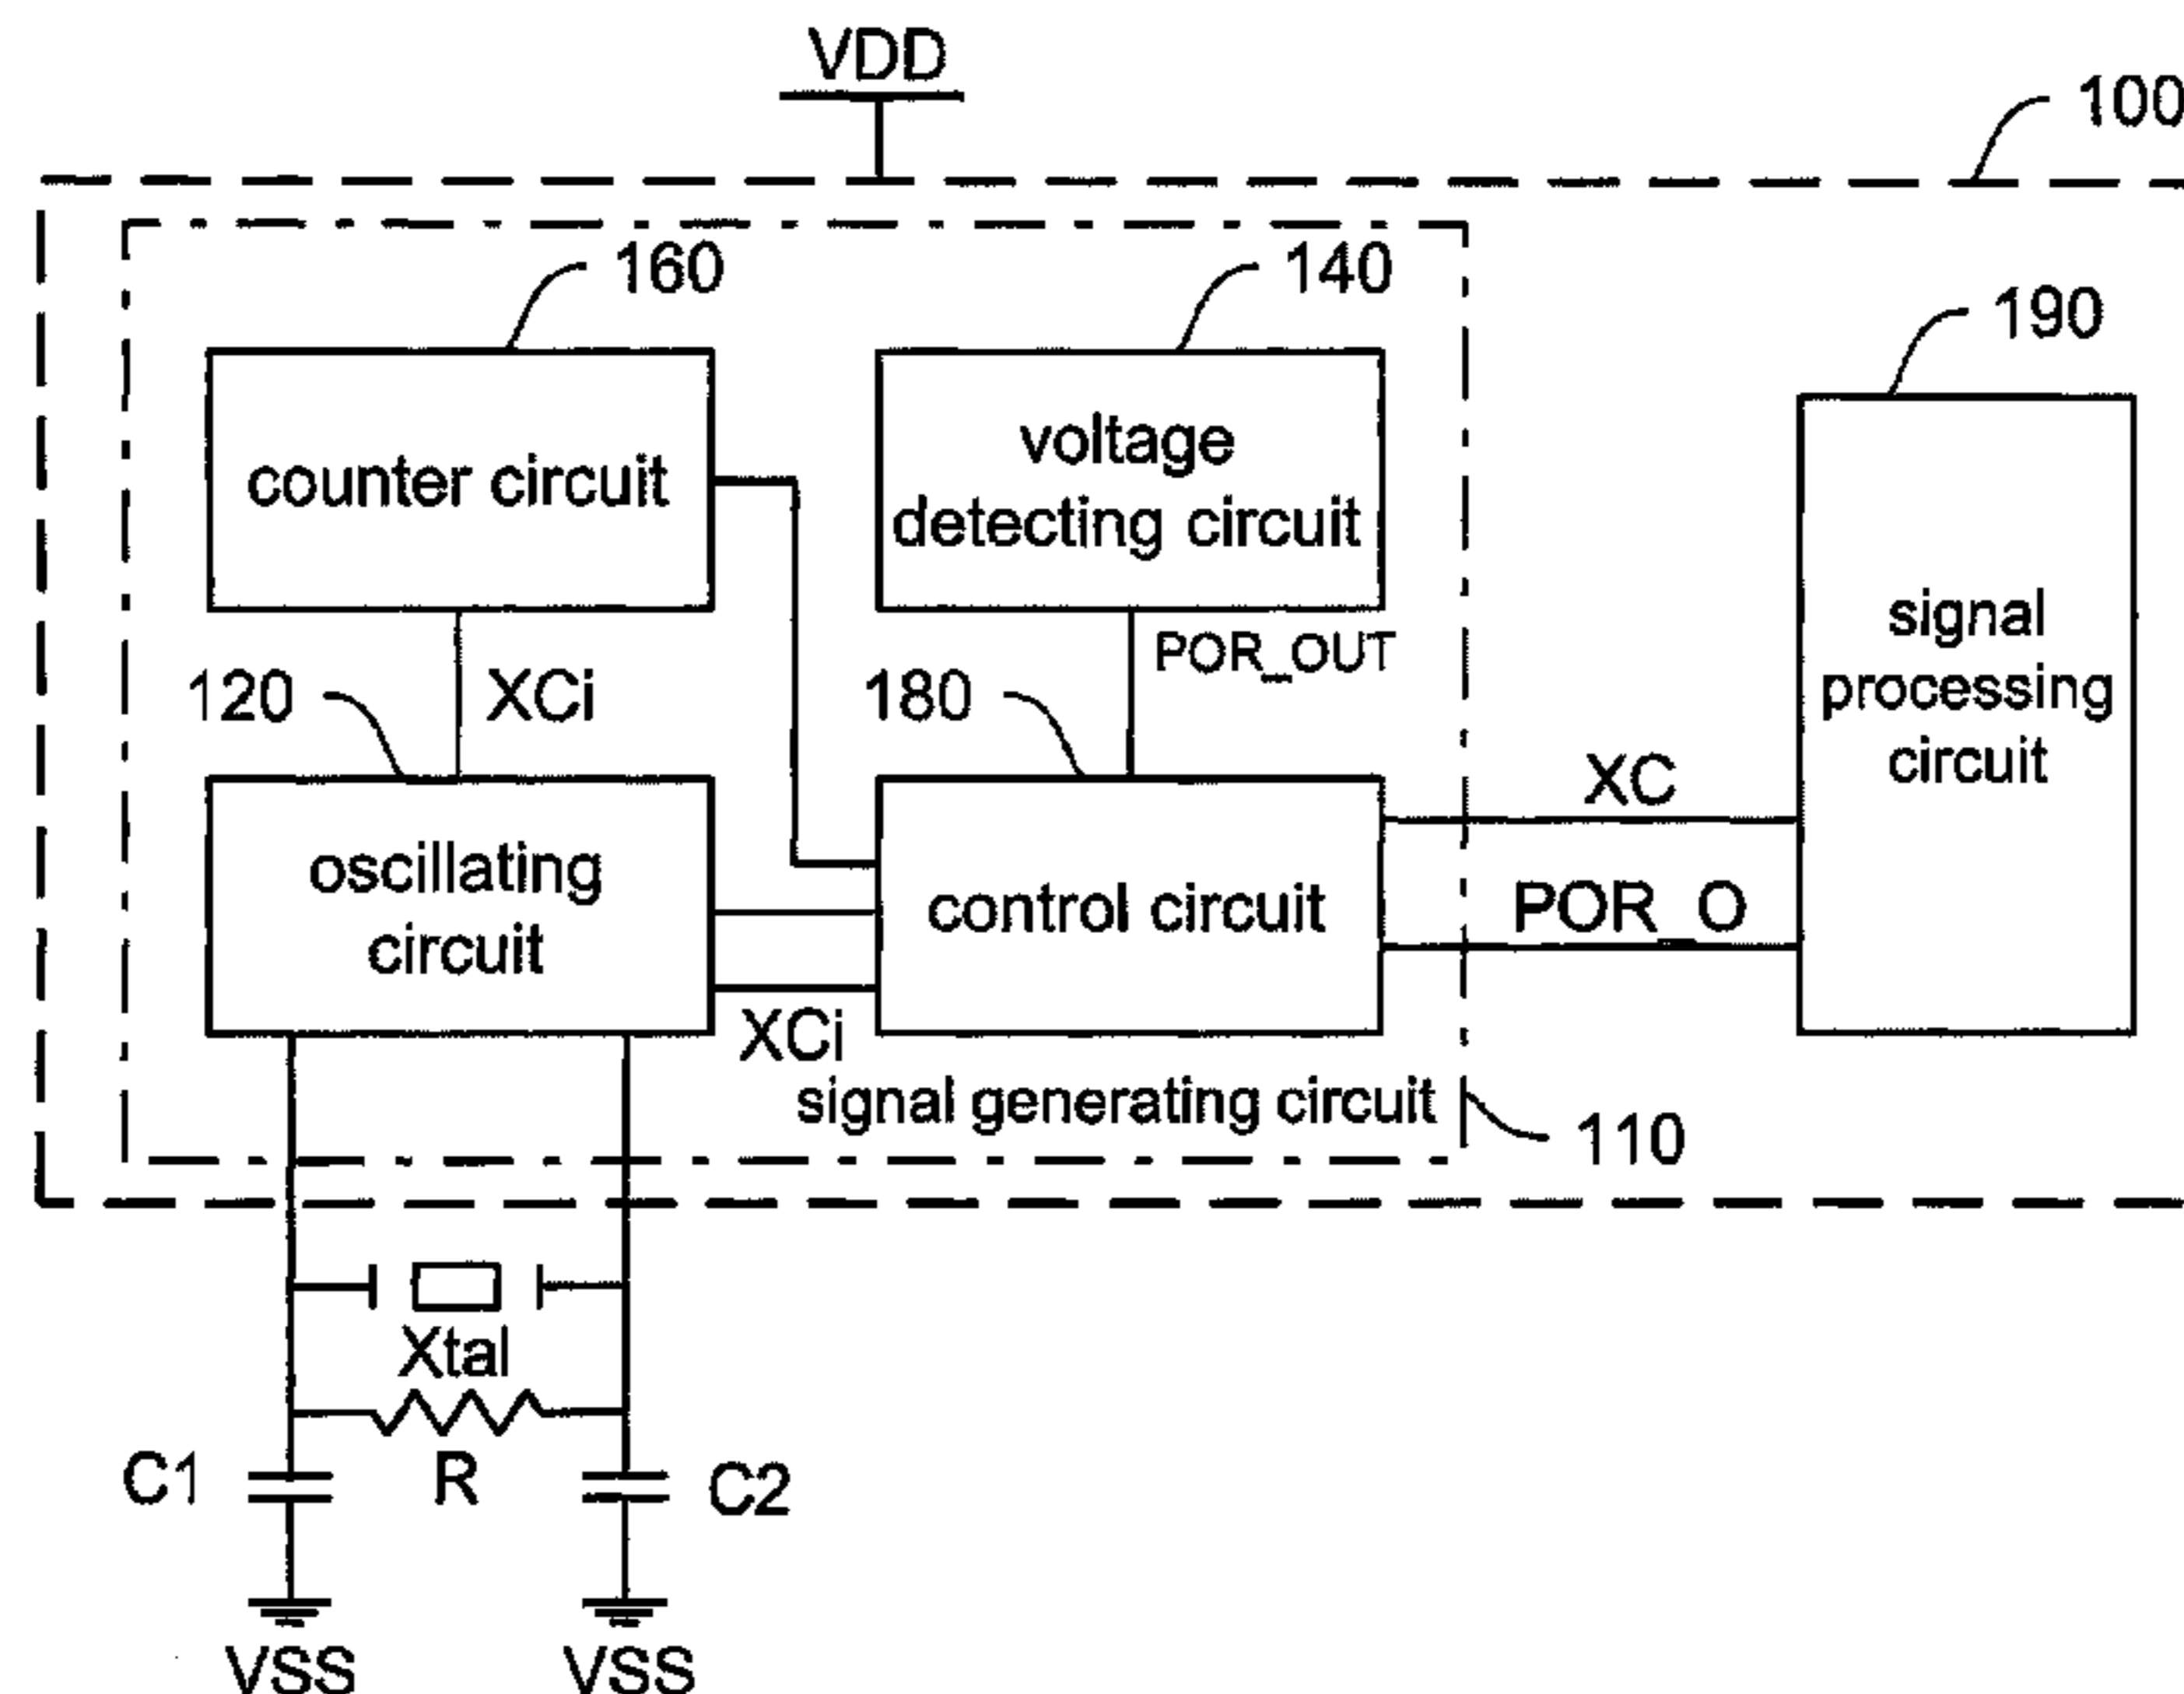 VDD
100
160
140
190
counter circuit
voltage
detecting circuit
signal
processing
circuit
120
XCi
180
POR_OUT
XC
oscillating
circuit
control circuit
POR_O
XCi
signal generating circuit
110
Xtal
C1
R
C2
VSS
VSS